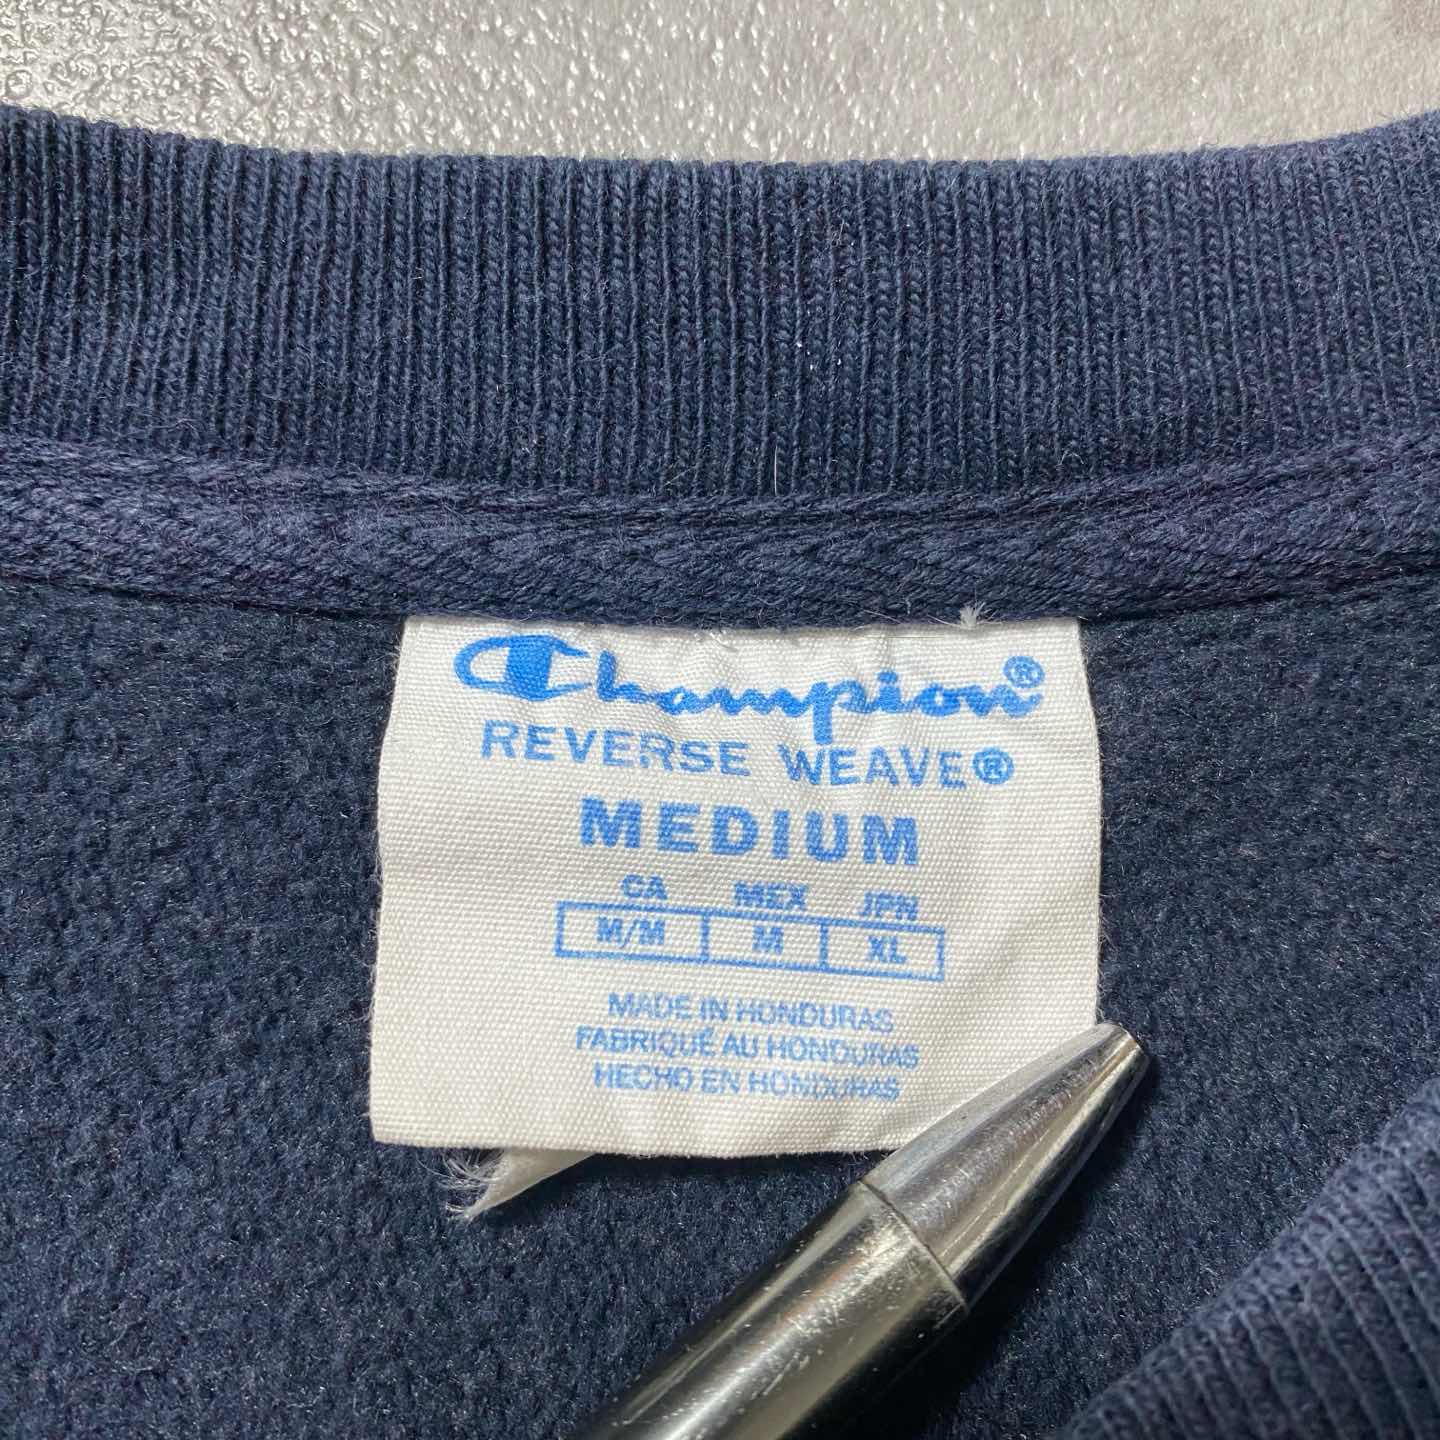 Champion®
REVERSE WEAVE®
MEDIUM
CA MEX JPN
M/M M XL
MADE IN HONDURAS
FABRIQUÉ AU HONDURAS
HECHO EN HONDURAS